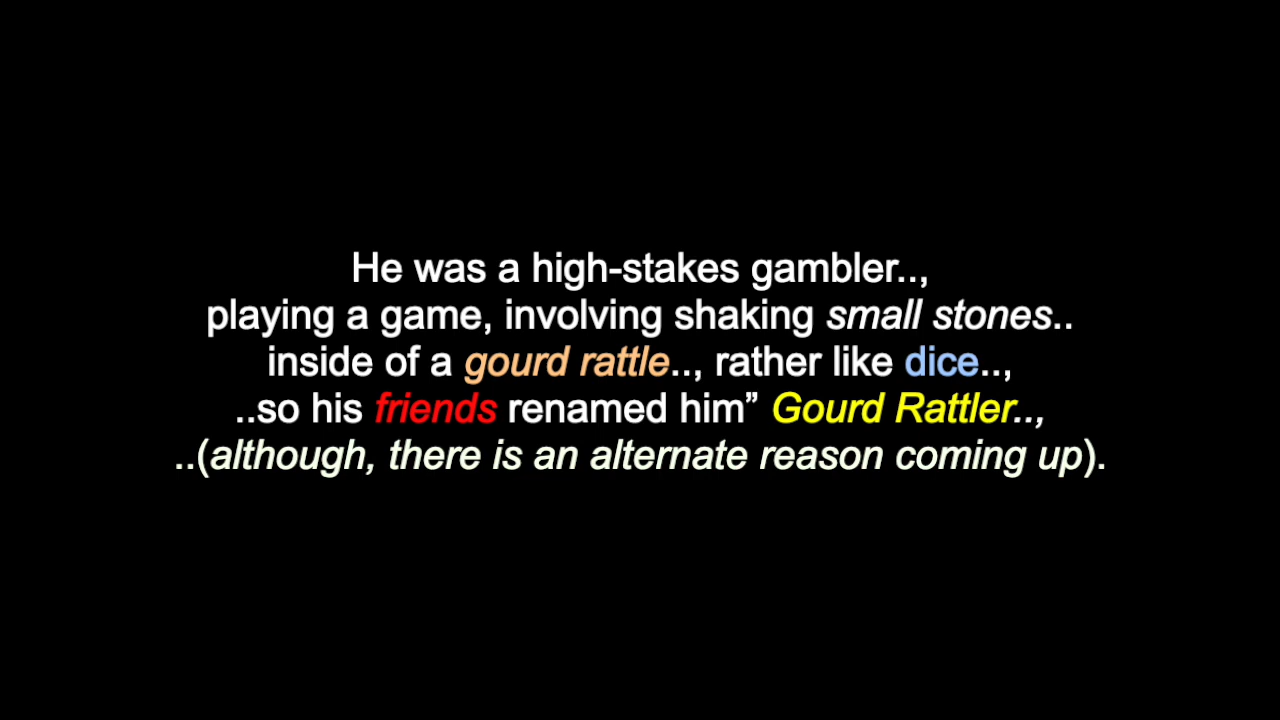 He was a high-stakes gambler..,
playing a game, involving shaking small stones..
inside of a gourd rattle.., rather like dice..,
..so his friends renamed him” Gourd Rattler..,
..(although, there is an alternate reason coming up).